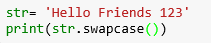 str= 'Hello Friends 123'
print(str.swapcase())